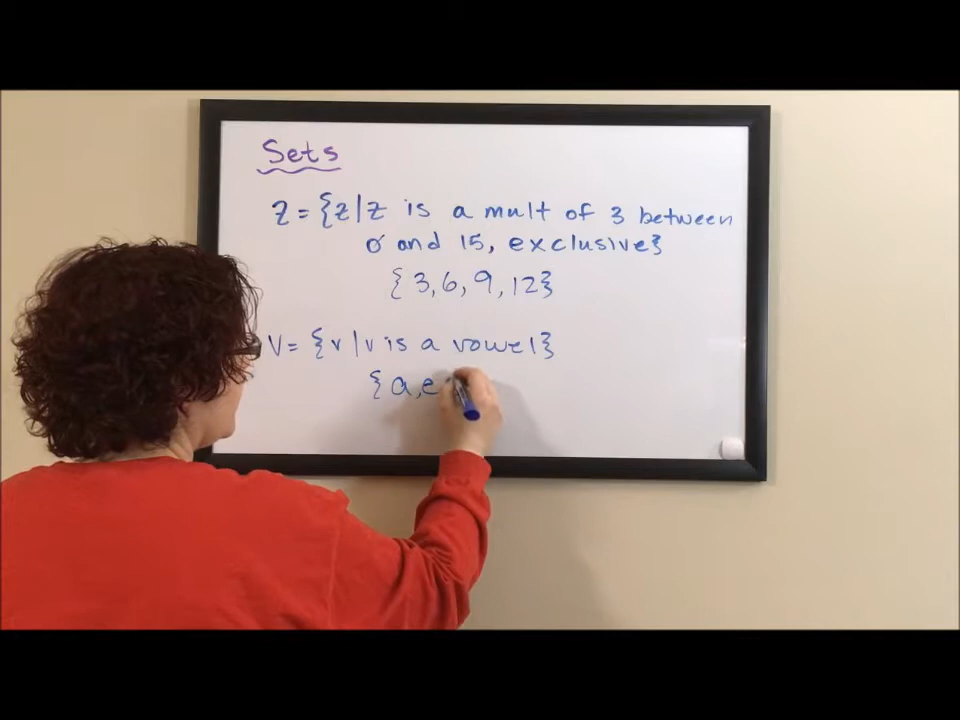 Sets
Z = {z|z is a mult of 3 between
0 and 15, exclusive}
{3,6,9,12}
V = {v|v is a vowel}
{a,e